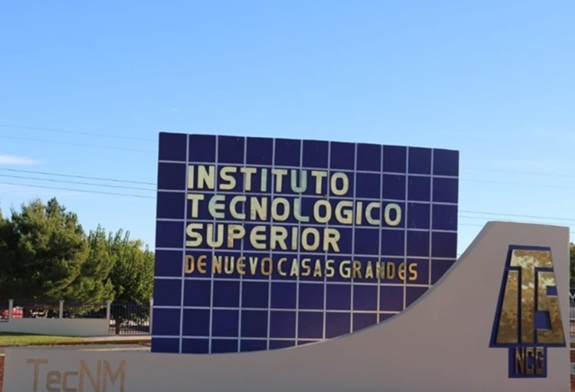 INSTITUTO
TECNOLOGICO
SUPERIOR
DE NUEVO CASAS GRANDES
TecNM
NCG